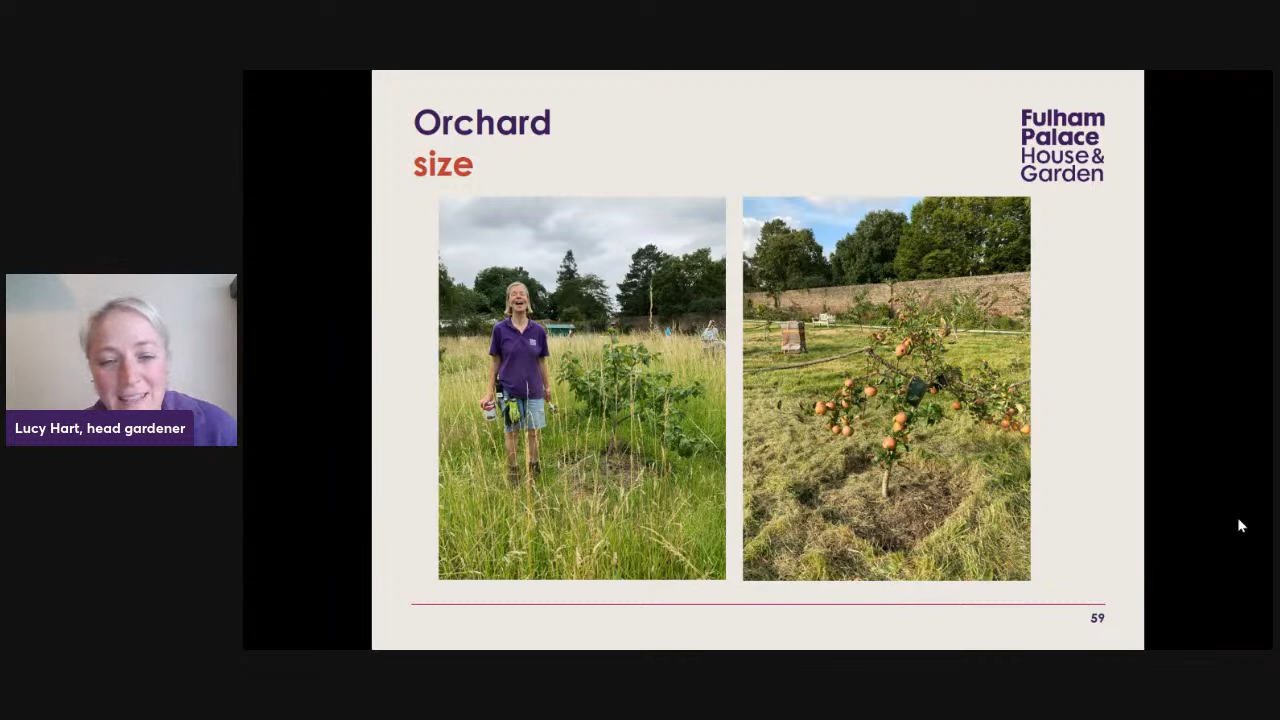 Orchard
size
Fulham
Palace
House &
Garden
Lucy Hart, head gardener
59